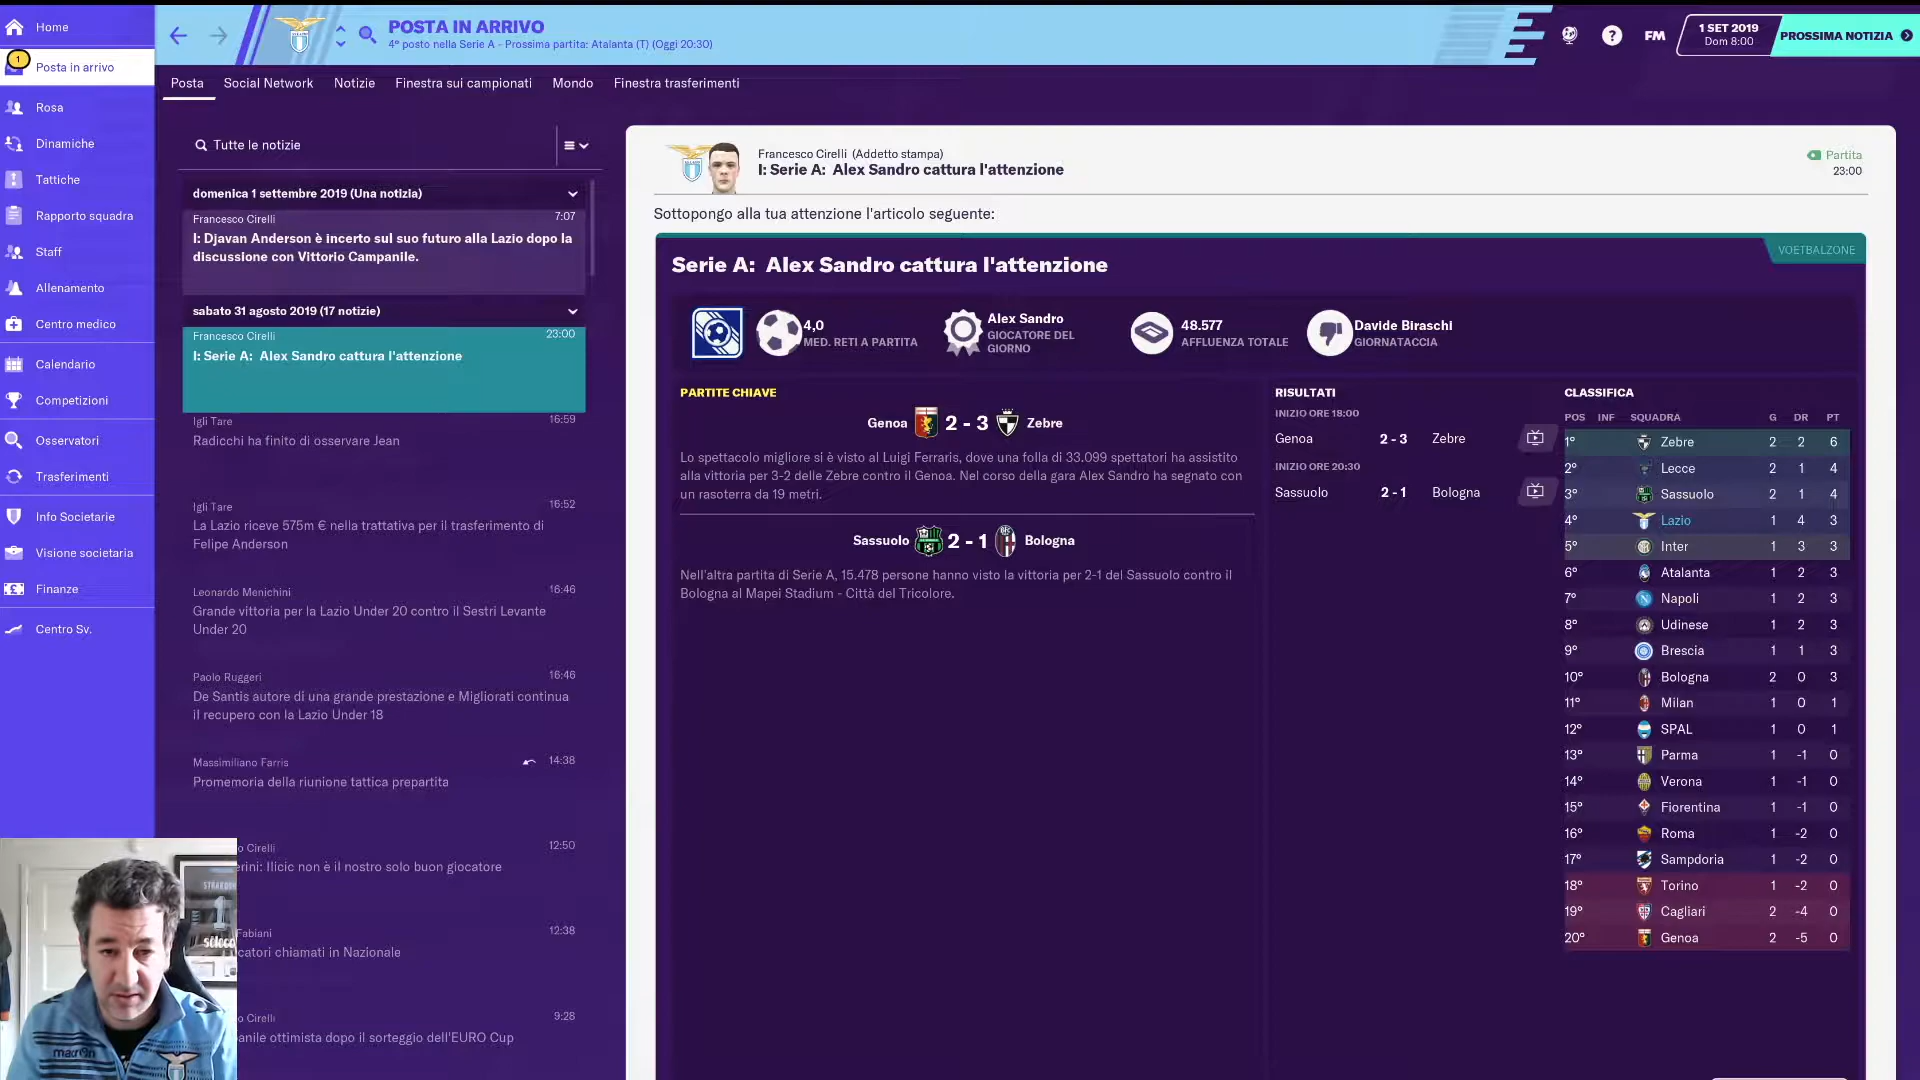 Home
POSTA IN ARRIVO
4° posto nella Serie A - Prossima partita: Atalanta (T) (Oggi 20:30)
FM
1 SET 2019
Dom 8:00
PROSSIMA NOTIZIA
1
Posta in arrivo
Rosa
Dinamiche
Tattiche
Rapporto squadra
Staff
Allenamento
Centro medico
Calendario
Competizioni
Osservatori
Trasferimenti
Info Societarie
Visione societaria
Finanze
Centro Sv.
Posta
Social Network
Notizie
Finestra sui campionati
Mondo
Finestra trasferimenti
Tutte le notizie
domenica 1 settembre 2019 (Una notizia)
Francesco Cirelli 7:07
I: Djavan Anderson è incerto sul suo futuro alla Lazio dopo la
discussione con Vittorio Campanile.
sabato 31 agosto 2019 (17 notizie)
Francesco Cirelli 23:00
I: Serie A: Alex Sandro cattura l'attenzione
Igli Tare 16:59
Radicchi ha finito di osservare Jean
Igli Tare 16:52
La Lazio riceve 575m € nella trattativa per il trasferimento di
Felipe Anderson
Leonardo Menichini 16:46
Grande vittoria per la Lazio Under 20 contro il Sestri Levante
Under 20
Paolo Ruggeri 16:46
De Santis autore di una grande prestazione e Migliorati continua
il recupero con la Lazio Under 18
Massimiliano Farris 14:38
Promemoria della riunione tattica prepartita
co Cirelli 12:50
erini: Ilicic non è il nostro solo buon giocatore
Fabiani 12:38
catori chiamati in Nazionale
co Cirelli 9:28
anile ottimista dopo il sorteggio dell'EURO Cup
Francesco Cirelli (Addetto stampa)
I: Serie A: Alex Sandro cattura l'attenzione
Partita
23:00
Sottopongo alla tua attenzione l'articolo seguente:
VOETBALZONE
Serie A: Alex Sandro cattura l'attenzione
4,0
MED. RETI A PARTITA
Alex Sandro
GIOCATORE DEL
GIORNO
48.577
AFFLUENZA TOTALE
Davide Biraschi
GIORNATACCIA
PARTITE CHIAVE
Genoa 2 - 3 Zebre
Lo spettacolo migliore si è visto al Luigi Ferraris, dove una folla di 33.099 spettatori ha assistito
alla vittoria per 3-2 delle Zebre contro il Genoa. Nel corso della gara Alex Sandro ha segnato con
un rasoterra da 19 metri.
Sassuolo 2 - 1 Bologna
Nell'altra partita di Serie A, 15.478 persone hanno visto la vittoria per 2-1 del Sassuolo contro il
Bologna al Mapei Stadium - Città del Tricolore.
RISULTATI
INIZIO ORE 18:00
Genoa 2 - 3 Zebre
INIZIO ORE 20:30
Sassuolo 2 - 1 Bologna
CLASSIFICA
POS INF SQUADRA G DR PT
1° Zebre 2 2 6
2° Lecce 2 1 4
3° Sassuolo 2 1 4
4° Lazio 1 4 3
5° Inter 1 3 3
6° Atalanta 1 2 3
7° Napoli 1 2 3
8° Udinese 1 2 3
9° Brescia 1 1 3
10° Bologna 2 0 3
11° Milan 1 0 1
12° SPAL 1 0 1
13° Parma 1 -1 0
14° Verona 1 -1 0
15° Fiorentina 1 -1 0
16° Roma 1 -2 0
17° Sampdoria 1 -2 0
18° Torino 1 -2 0
19° Cagliari 2 -4 0
20° Genoa 2 -5 0
macron